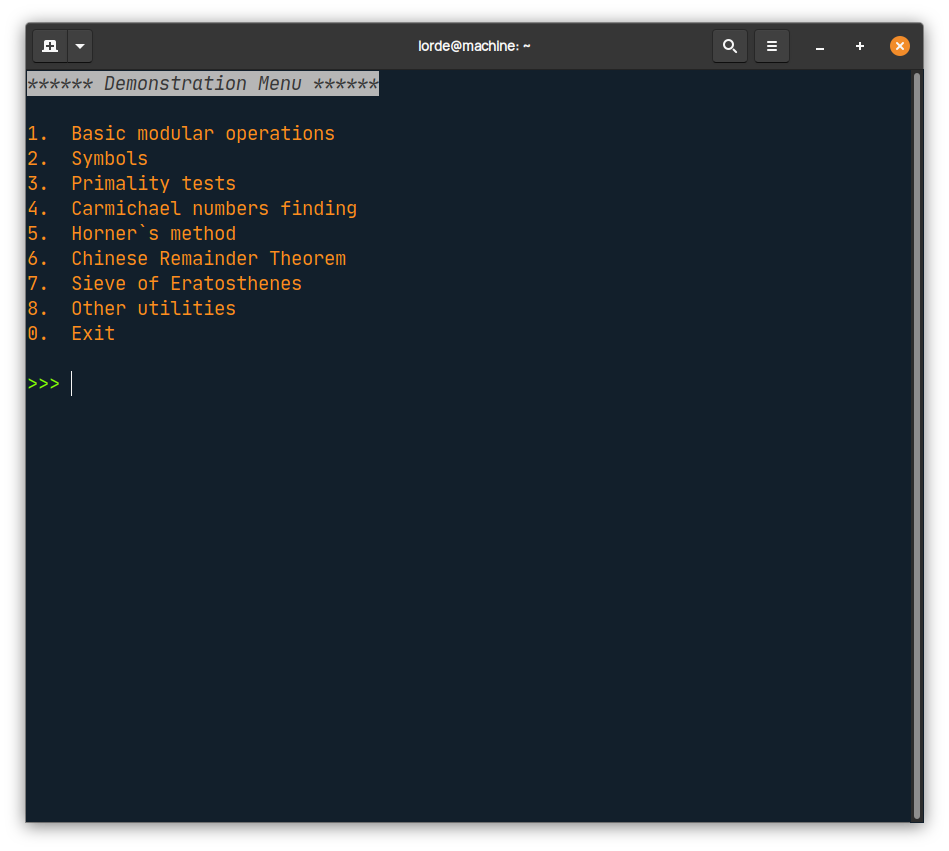 lorde@machine: ~
****** Demonstration Menu ******
1. Basic modular operations
2. Symbols
3. Primality tests
4. Carmichael numbers finding
5. Horner`s method
6. Chinese Remainder Theorem
7. Sieve of Eratosthenes
8. Other utilities
0. Exit
>>>